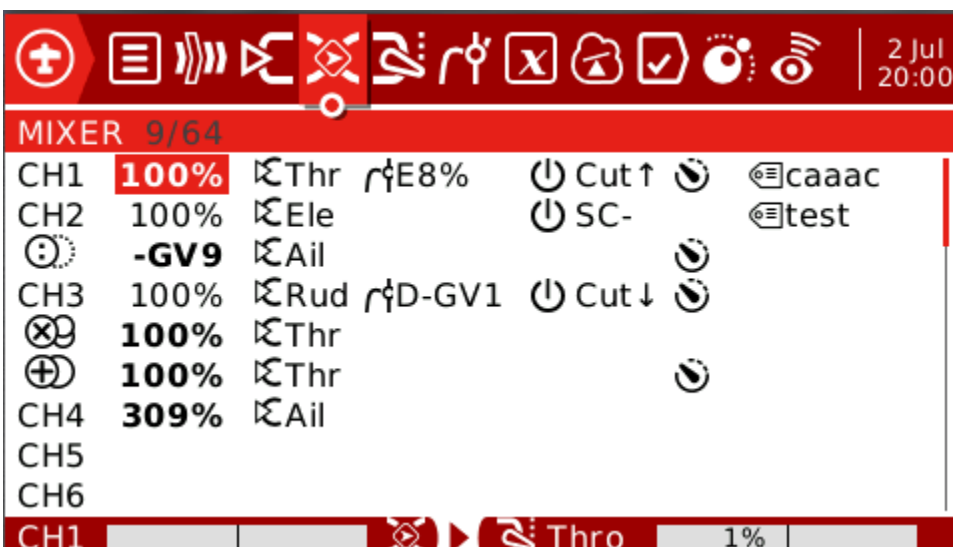 2 Jul
20:00
MIXER 9/64
CH1 100% Thr E8% Cut↑ caaac
CH2 100% Ele SC- test
-GV9 Ail
CH3 100% Rud D-GV1 Cut↓
100% Thr
100% Thr
CH4 309% Ail
CH5
CH6
CH1 Thro 1%